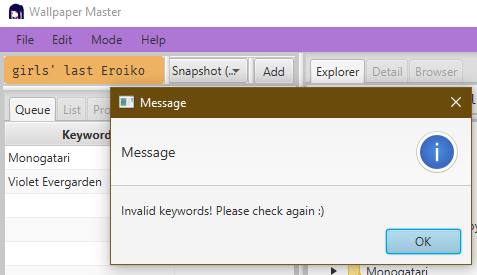 Wallpaper Master
File Edit Mode Help
girls' last Eroiko Snapshot (... Add
Explorer Detail Browser
Queue List Pro
Message
Keyword
Message
Monogatari
Violet Evergarden
Invalid keywords! Please check again :)
OK
Monogatari